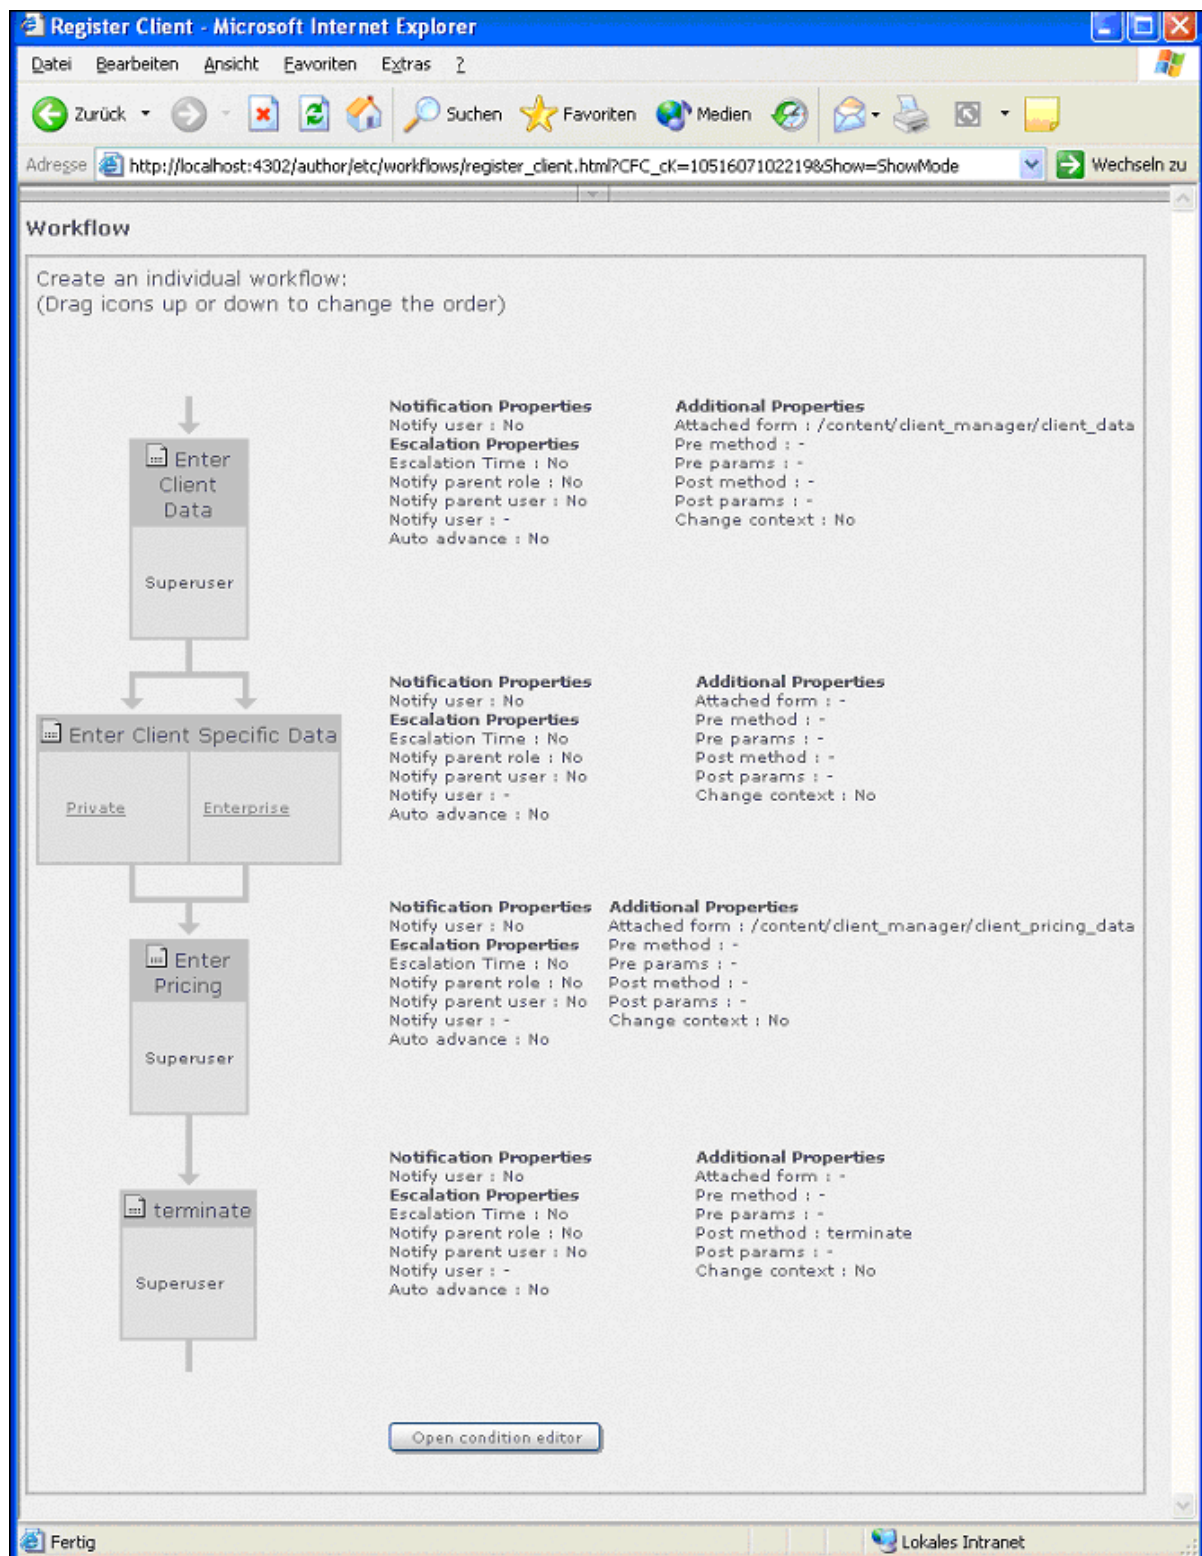 Register Client - Microsoft Internet Explorer
Datei Bearbeiten Ansicht Favoriten Extras ?
Zurück Suchen Favoriten Medien
Adresse http://localhost:4302/author/etc/workflows/register_client.html?CFC_cK=1051607102219&Show=ShowMode Wechseln zu
Workflow
Create an individual workflow:
(Drag icons up or down to change the order)
Enter
Client
Data
Superuser
Notification Properties
Notify user : No
Escalation Properties
Escalation Time : No
Notify parent role : No
Notify parent user : No
Notify user : -
Auto advance : No
Additional Properties
Attached form : /content/client_manager/client_data
Pre method : -
Pre params : -
Post method : -
Post params : -
Change context : No
Enter Client Specific Data
Private Enterprise
Notification Properties
Notify user : No
Escalation Properties
Escalation Time : No
Notify parent role : No
Notify parent user : No
Notify user : -
Auto advance : No
Additional Properties
Attached form : -
Pre method : -
Pre params : -
Post method : -
Post params : -
Change context : No
Enter
Pricing
Superuser
Notification Properties
Notify user : No
Escalation Properties
Escalation Time : No
Notify parent role : No
Notify parent user : No
Notify user : -
Auto advance : No
Additional Properties
Attached form : /content/client_manager/client_pricing_data
Pre method : -
Pre params : -
Post method : -
Post params : -
Change context : No
terminate
Superuser
Notification Properties
Notify user : No
Escalation Properties
Escalation Time : No
Notify parent role : No
Notify parent user : No
Notify user : -
Auto advance : No
Additional Properties
Attached form : -
Pre method : -
Pre params : -
Post method : terminate
Post params : -
Change context : No
Open condition editor
Fertig Lokales Intranet